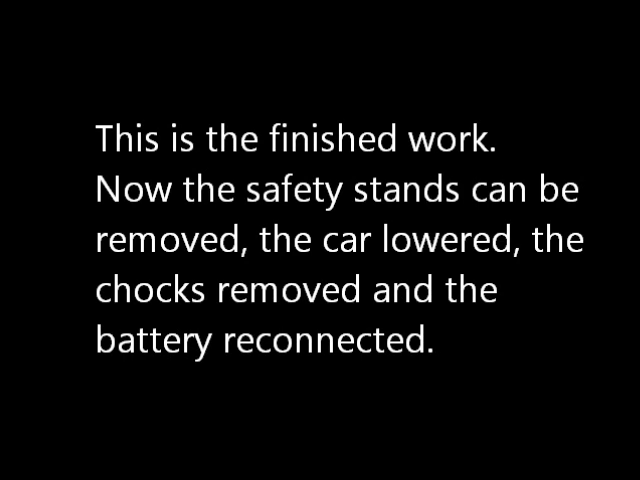 This is the finished work.
Now the safety stands can be
removed, the car lowered, the
chocks removed and the
battery reconnected.